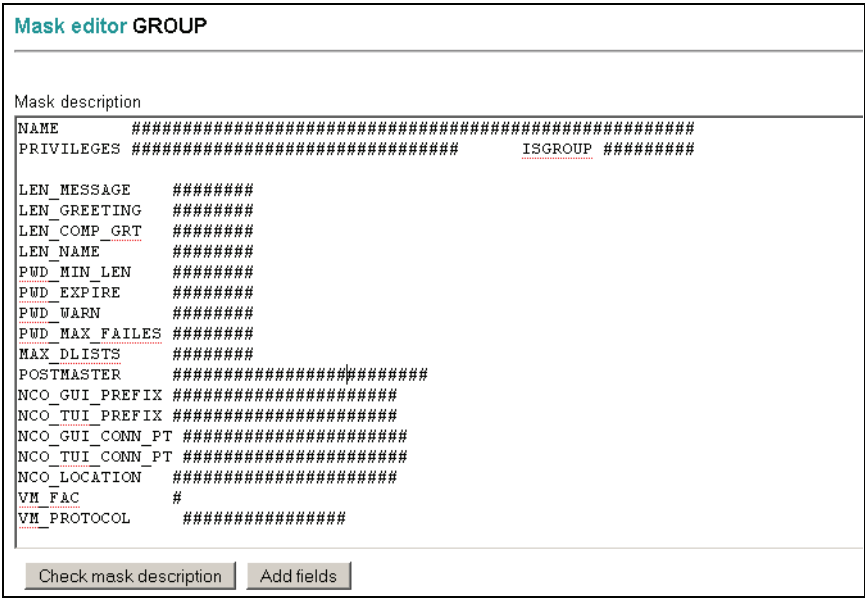 Mask editor GROUP
Mask description
NAME       #######################################################
PRIVILEGES ################################      ISGROUP #########
LEN_MESSAGE    ########
LEN_GREETING   ########
LEN_COMP_GRT   ########
LEN_NAME       ########
PWD_MIN_LEN    ########
PWD_EXPIRE     ########
PWD_WARN       ########
PWD_MAX_FAILES ########
MAX_DLISTS     ########
POSTMASTER     #########################
NCO_GUI_PREFIX ######################
NCO_TUI_PREFIX ######################
NCO_GUI_CONN_PT ######################
NCO_TUI_CONN_PT ######################
NCO_LOCATION   ######################
VM_FAC         #
VM_PROTOCOL     ################
Check mask description Add fields